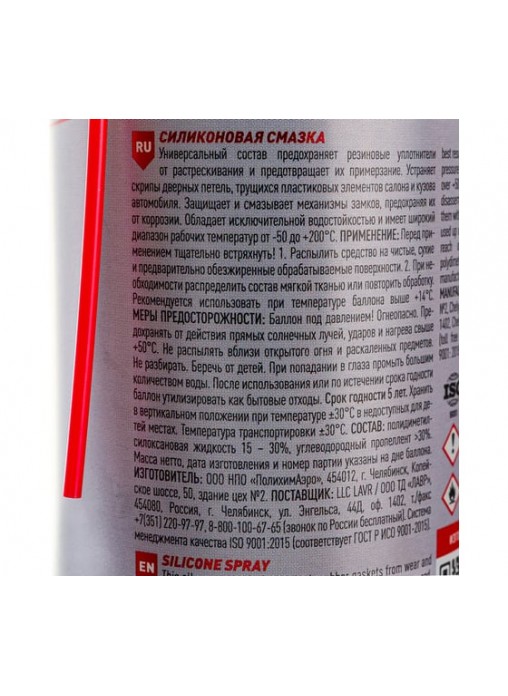 RU
СИЛИКОНОВАЯ СМАЗКА
Универсальный состав предохраняет резиновые уплотнители
от растрескивания и предотвращает их примерзание. Устраняет
скрипы дверных петель, трущихся пластиковых элементов салона и кузова
автомобиля. Защищает и смазывает механизмы замков, предохраняя их
от коррозии. Обладает исключительной водостойкостью и имеет широкий
диапазон рабочих температур от -50 до +200°С. ПРИМЕНЕНИЕ: Перед при-
менением тщательно встряхнуть! 1. Распылить средство на чистые, сухие
и предварительно обезжиренные обрабатываемые поверхности. 2. При не-
обходимости распределить состав мягкой тканью или повторить обработку.
Рекомендуется использовать при температуре баллона выше +14°С.
МЕРЫ ПРЕДОСТОРОЖНОСТИ: Баллон под давлением! Огнеопасно. Пред-
охранять от действия прямых солнечных лучей, ударов и нагрева свыше
+50°С. Не распылять вблизи открытого огня и раскаленных предметов.
Не разбирать. Беречь от детей. При попадании в глаза промыть большим
количеством воды. После использования или по истечении срока годности
баллон утилизировать как бытовые отходы. Срок годности 5 лет. Хранить
в вертикальном положении при температуре ±30°С в недоступных для де-
тей местах. Температура транспортировки ±30°С. СОСТАВ: полидиметил-
силоксановая жидкость 15 – 30%, углеводородный пропеллент >30%.
Масса нетто, дата изготовления и номер партии указаны на дне баллона.
ИЗГОТОВИТЕЛЬ: ООО НПО «ПолихимАэро», 454012, г. Челябинск, Копей-
ское шоссе, 50, здание цех №2. ПОСТАВЩИК: LLC LAVR / ООО ТД «ЛАВР»,
454080, Россия, г. Челябинск, ул. Энгельса, 44Д, оф. 1402, т./факс
+7(351) 220-97-97, 8-800-100-67-65 (звонок по России бесплатный). Система
менеджмента качества ISO 9001:2015 (соответствует ГОСТ Р ИСО 9001-2015).
EN
SILICONE SPRAY
gaskets from wear and